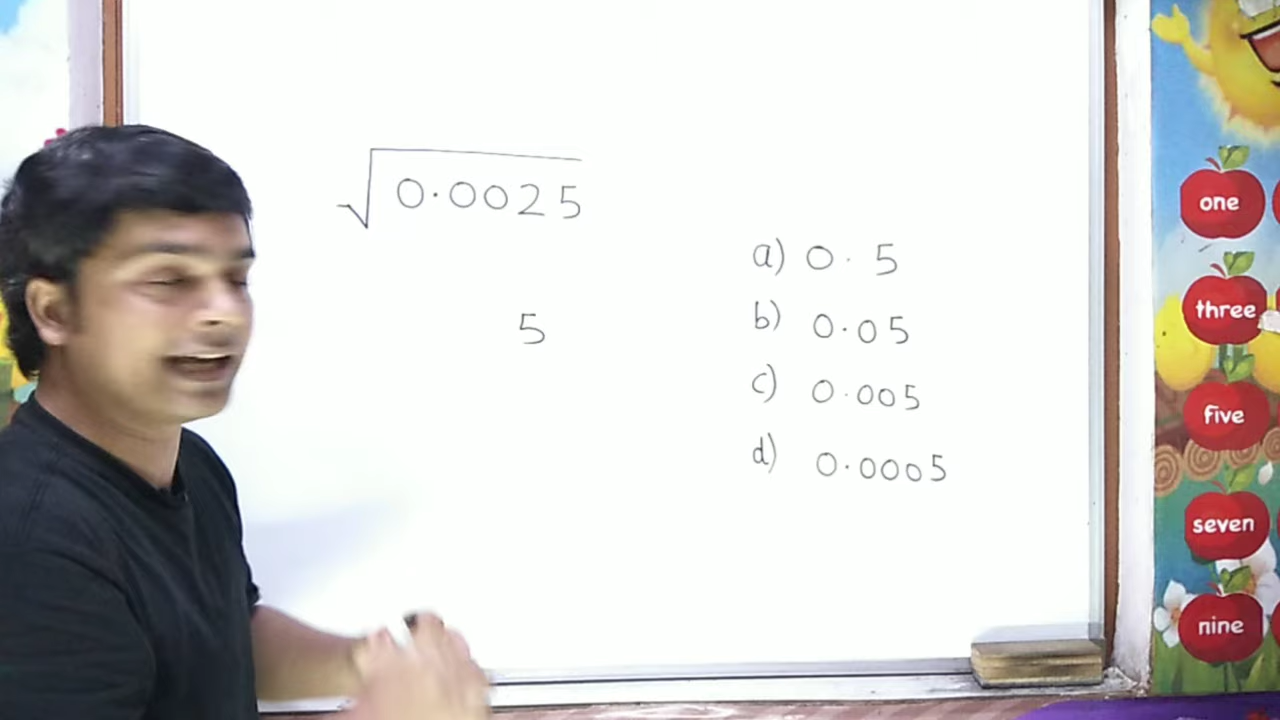 √0.0025
5
a) 0.5
b) 0.05
c) 0.005
d) 0.0005
one
three
five
seven
nine